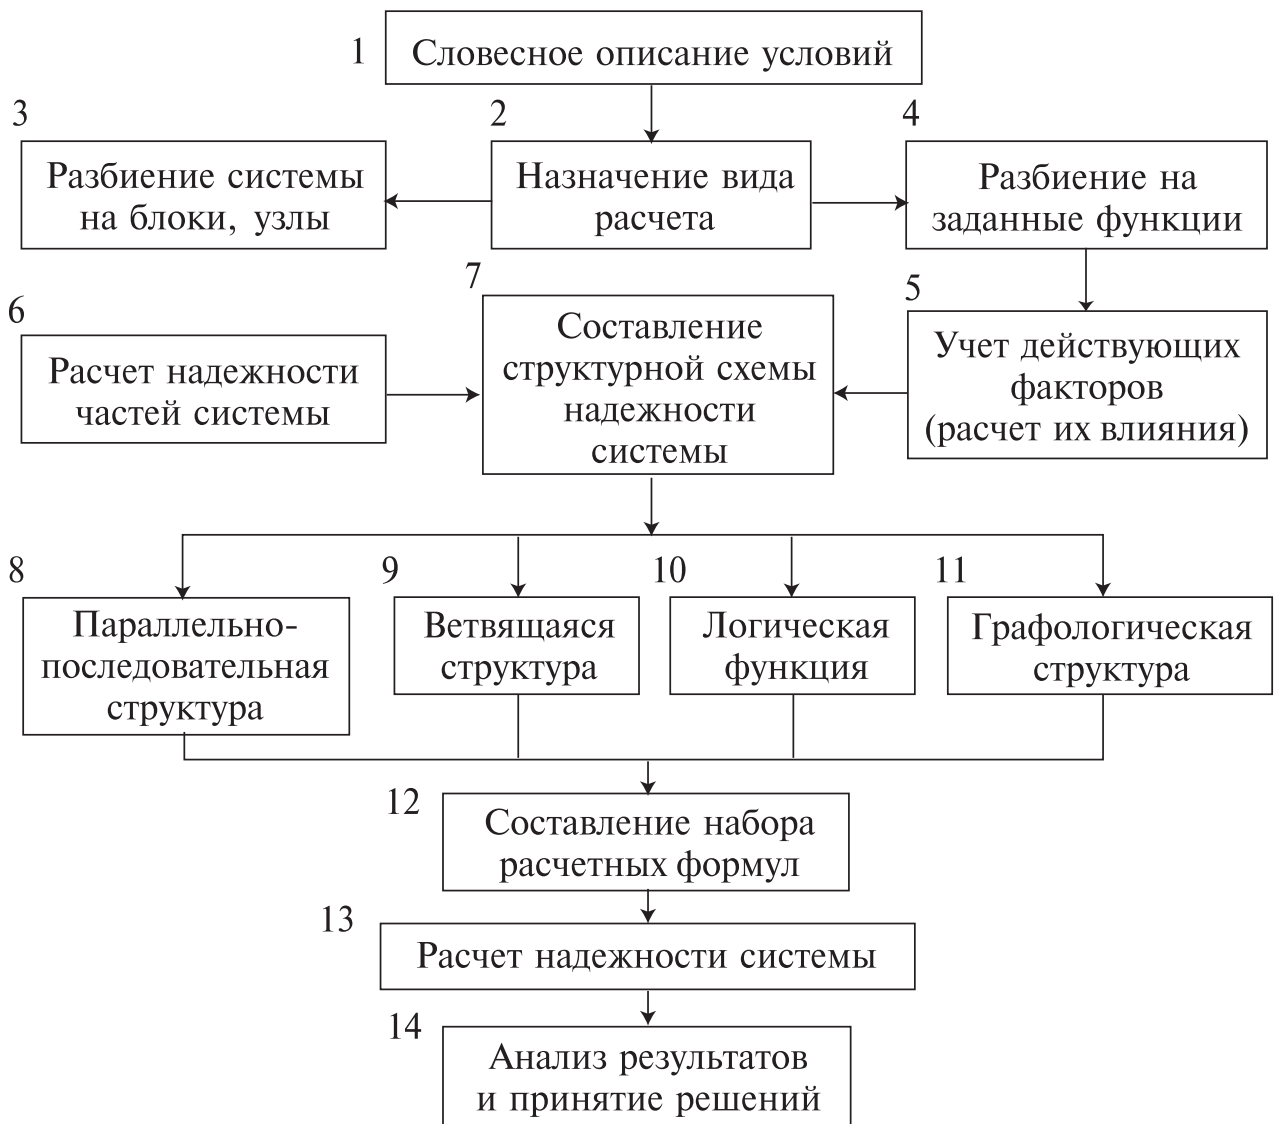 1
Словесное описание условий
3
2
4
Разбиение системы
на блоки, узлы
Назначение вида
расчета
Разбиение на
заданные функции
6
7
5
Расчет надежности
частей системы
Составление
структурной схемы
надежности
системы
Учет действующих
факторов
(расчет их влияния)
8
9
10
11
Параллельно-
последовательная
структура
Ветвящаяся
структура
Логическая
функция
Графологическая
структура
12
Составление набора
расчетных формул
13
Расчет надежности системы
14
Анализ результатов
и принятие решений